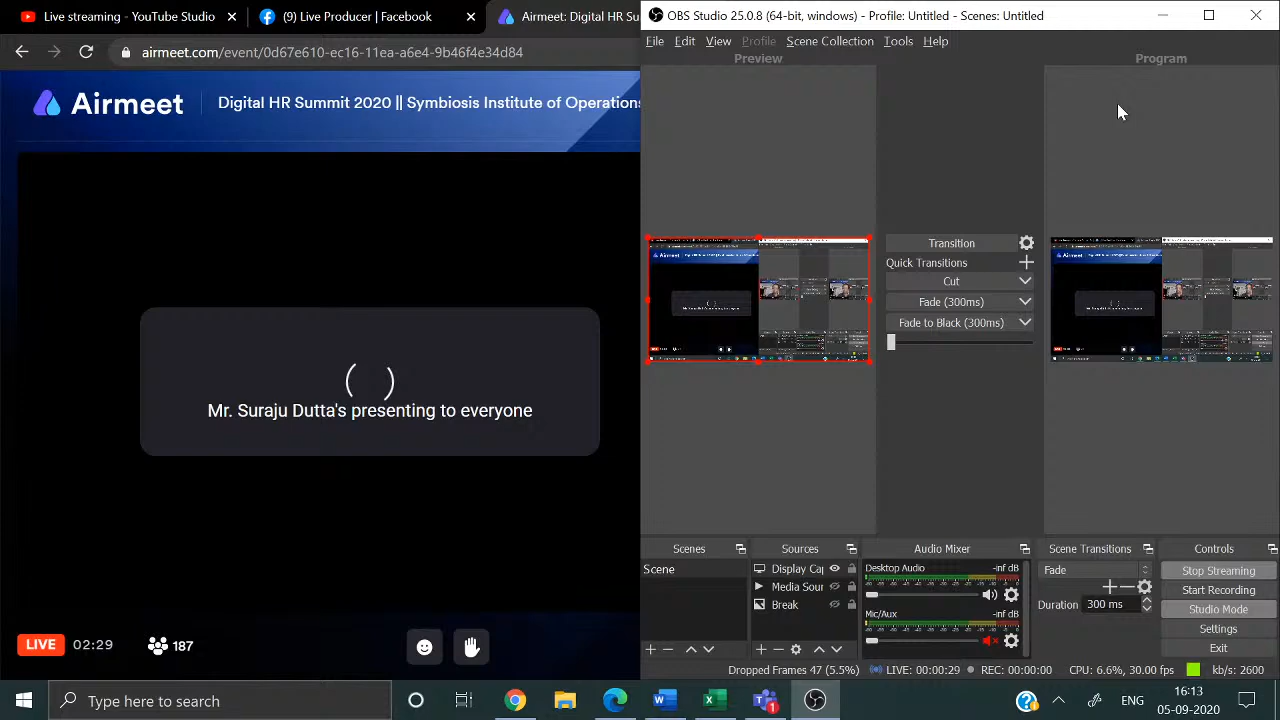 Live streaming - YouTube Studio
(9) Live Producer | Facebook
Airmeet: Digital HR Su
airmeet.com/event/0d67e610-ec16-11ea-a6e4-9b46f4e34d84
Airmeet
Digital HR Summit 2020 || Symbiosis Institute of Operations
Mr. Suraju Dutta's presenting to everyone
LIVE 02:29 187
OBS Studio 25.0.8 (64-bit, windows) - Profile: Untitled - Scenes: Untitled
File Edit View Profile Scene Collection Tools Help
Preview
Program
Transition
Quick Transitions
Cut
Fade (300ms)
Fade to Black (300ms)
Scenes
Scene
Sources
Display Cap
Media Sour
Break
Audio Mixer
Desktop Audio -inf dB
Mic/Aux -inf dB
Scene Transitions
Fade
Duration 300 ms
Controls
Stop Streaming
Start Recording
Studio Mode
Settings
Exit
Dropped Frames 47 (5.5%) LIVE: 00:00:29 REC: 00:00:00 CPU: 6.6%, 30.00 fps kb/s: 2600
Type here to search
1
ENG
16:13
05-09-2020